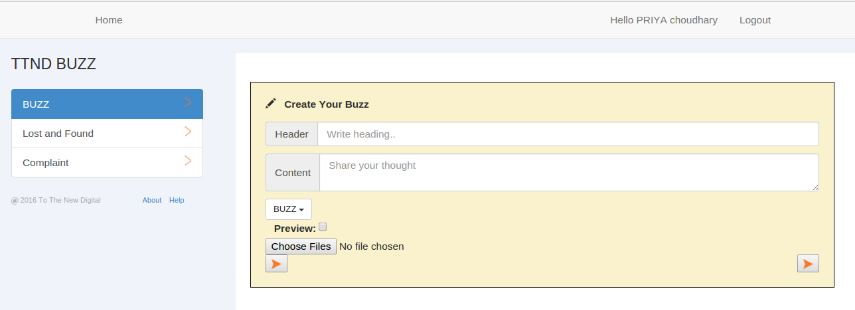 Home
Hello PRIYA choudhary
Logout
TTND BUZZ
BUZZ
Lost and Found
Complaint
@ 2016 To The New Digital
About
Help
Create Your Buzz
Header
Write heading..
Content
Share your thought
BUZZ
Preview:
Choose Files No file chosen